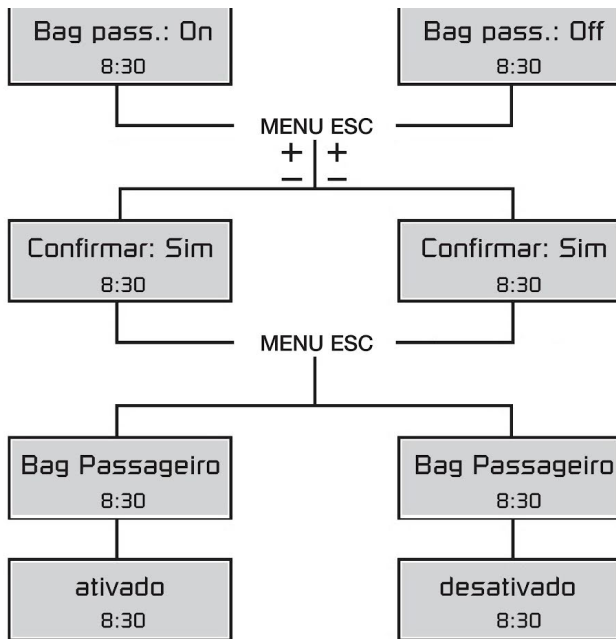 Bag pass.: On
8:30
Bag pass.: Off
8:30
MENU ESC
+ +
– –
Confirmar: Sim
8:30
Confirmar: Sim
8:30
MENU ESC
Bag Passageiro
8:30
Bag Passageiro
8:30
ativado
8:30
desativado
8:30